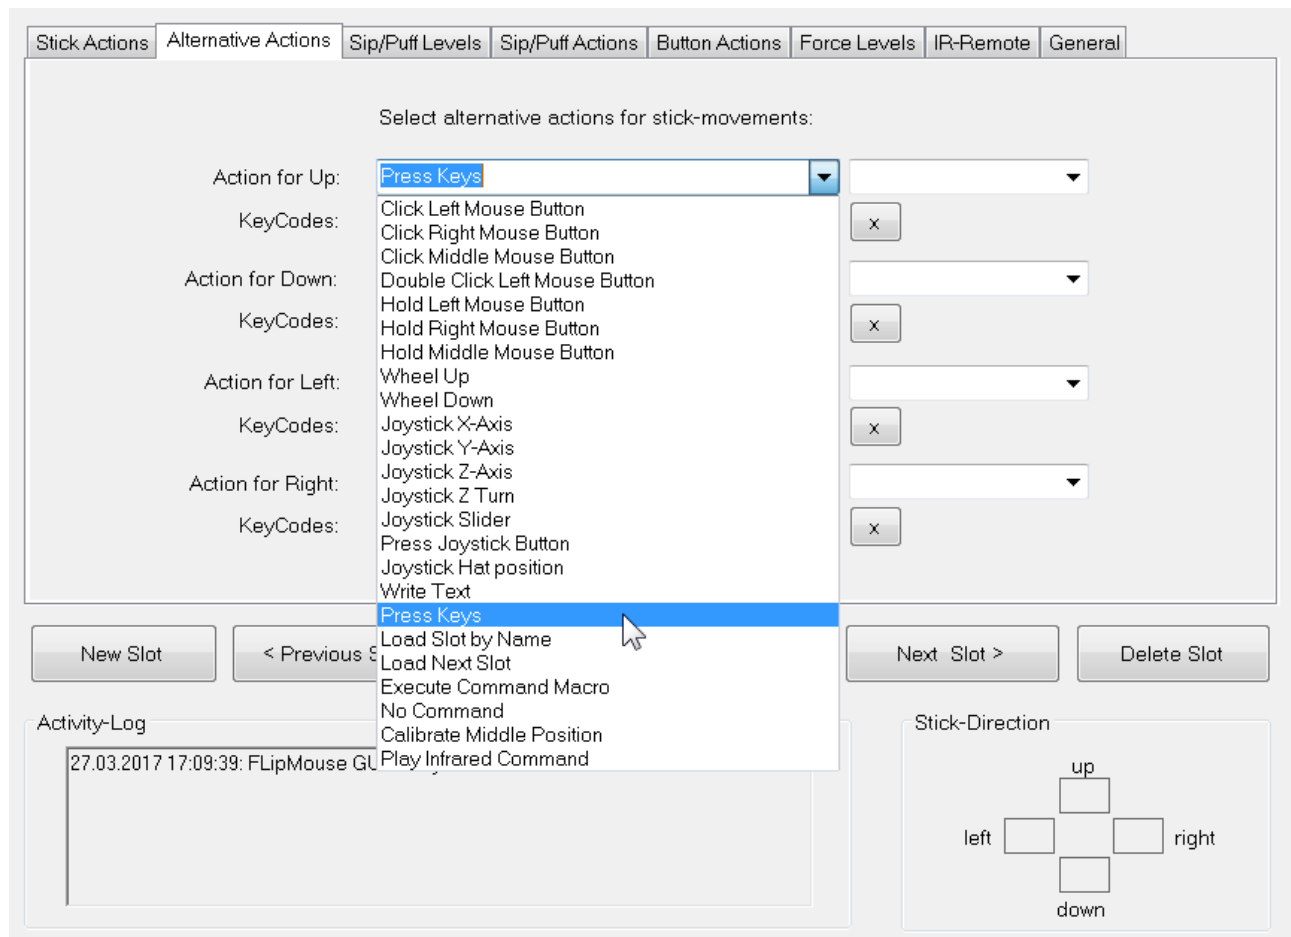 Stick Actions Alternative Actions Sip/Puff Levels Sip/Puff Actions Button Actions Force Levels IR-Remote General
Select alternative actions for stick-movements:
Action for Up: Press Keys
KeyCodes: x
Action for Down:
KeyCodes: x
Action for Left:
KeyCodes: x
Action for Right:
KeyCodes: x
Click Left Mouse Button
Click Right Mouse Button
Click Middle Mouse Button
Double Click Left Mouse Button
Hold Left Mouse Button
Hold Right Mouse Button
Hold Middle Mouse Button
Wheel Up
Wheel Down
Joystick X-Axis
Joystick Y-Axis
Joystick Z-Axis
Joystick Z Turn
Joystick Slider
Press Joystick Button
Joystick Hat position
Write Text
Press Keys
Load Slot by Name
Load Next Slot
Execute Command Macro
No Command
Calibrate Middle Position
Play Infrared Command
New Slot < Previous Next Slot > Delete Slot
Activity-Log
27.03.2017 17:09:39: FLipMouse
Stick-Direction
up
left right
down